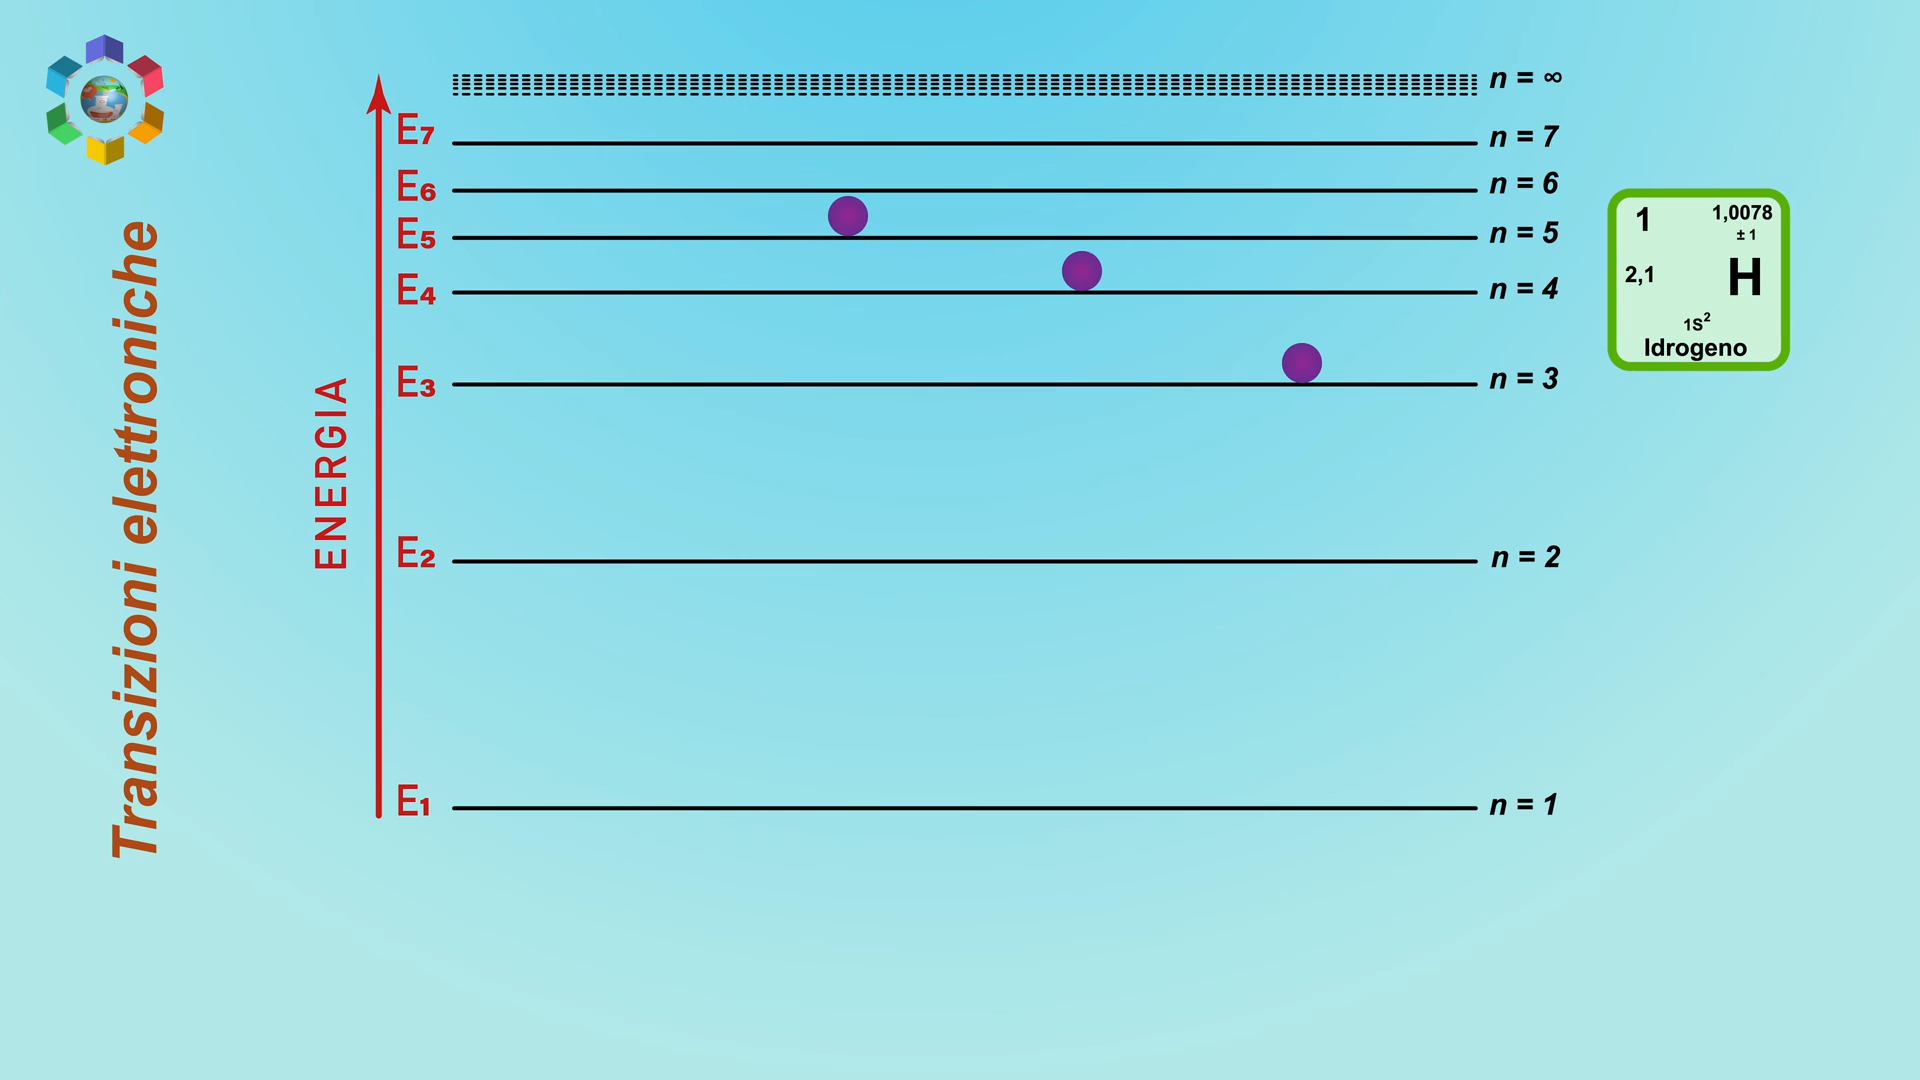 Transizioni elettroniche
ENERGIA
n = ∞
E₇ n = 7
E₆ n = 6
E₅ n = 5
E₄ n = 4
E₃ n = 3
E₂ n = 2
E₁ n = 1
1 1,0078
± 1
2,1 H
1S²
Idrogeno